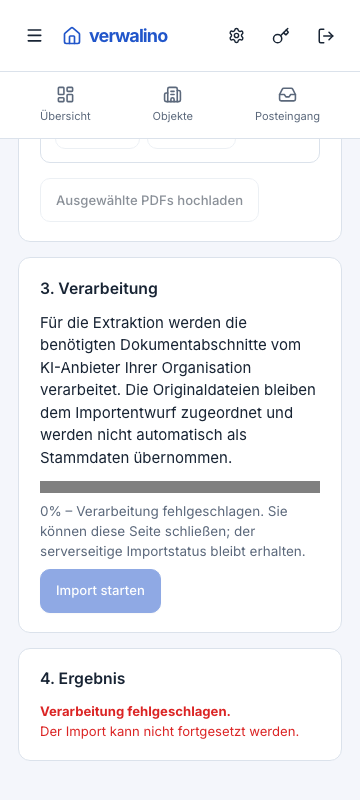 verwalino
Übersicht
Objekte
Posteingang
Ausgewählte PDFs hochladen
3. Verarbeitung
Für die Extraktion werden die
benötigten Dokumentabschnitte vom
KI-Anbieter Ihrer Organisation
verarbeitet. Die Originaldateien bleiben
dem Importentwurf zugeordnet und
werden nicht automatisch als
Stammdaten übernommen.
0% – Verarbeitung fehlgeschlagen. Sie
können diese Seite schließen; der
serverseitige Importstatus bleibt erhalten.
Import starten
4. Ergebnis
Verarbeitung fehlgeschlagen.
Der Import kann nicht fortgesetzt werden.